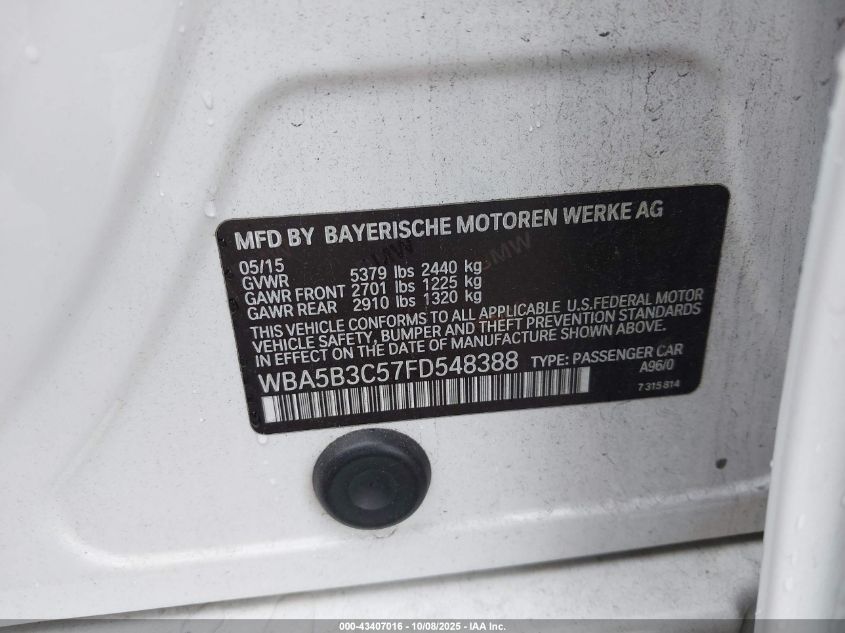 MFD BY BAYERISCHE MOTOREN WERKE AG
05/15
GVWR 5379 lbs 2440 kg
GAWR FRONT 2701 lbs 1225 kg
GAWR REAR 2910 lbs 1320 kg
THIS VEHICLE CONFORMS TO ALL APPLICABLE U.S.FEDERAL MOTOR
VEHICLE SAFETY, BUMPER AND THEFT PREVENTION STANDARDS
IN EFFECT ON THE DATE OF MANUFACTURE SHOWN ABOVE.
WBA5B3C57FD548388 TYPE: PASSENGER CAR
A96/0
7 315 814
000-43407016 - 10/08/2025 - IAA Inc.